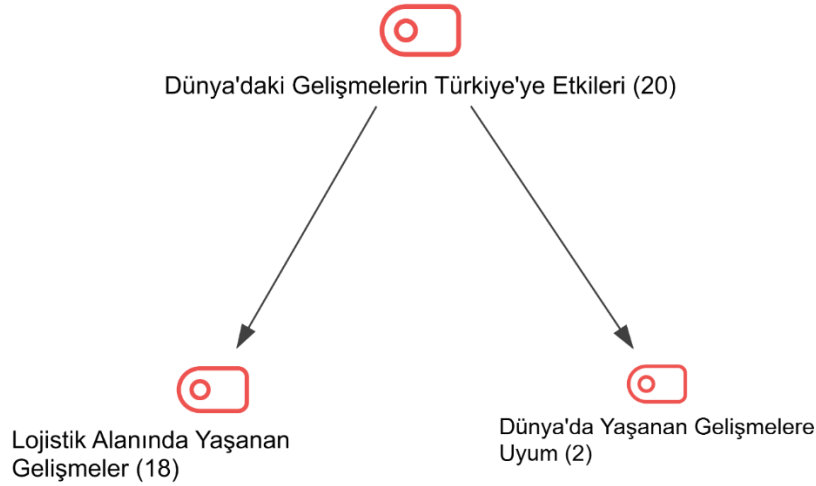 Dünya'daki Gelişmelerin Türkiye'ye Etkileri (20)
Lojistik Alanında Yaşanan
Gelişmeler (18)
Dünya'da Yaşanan Gelişmelere
Uyum (2)